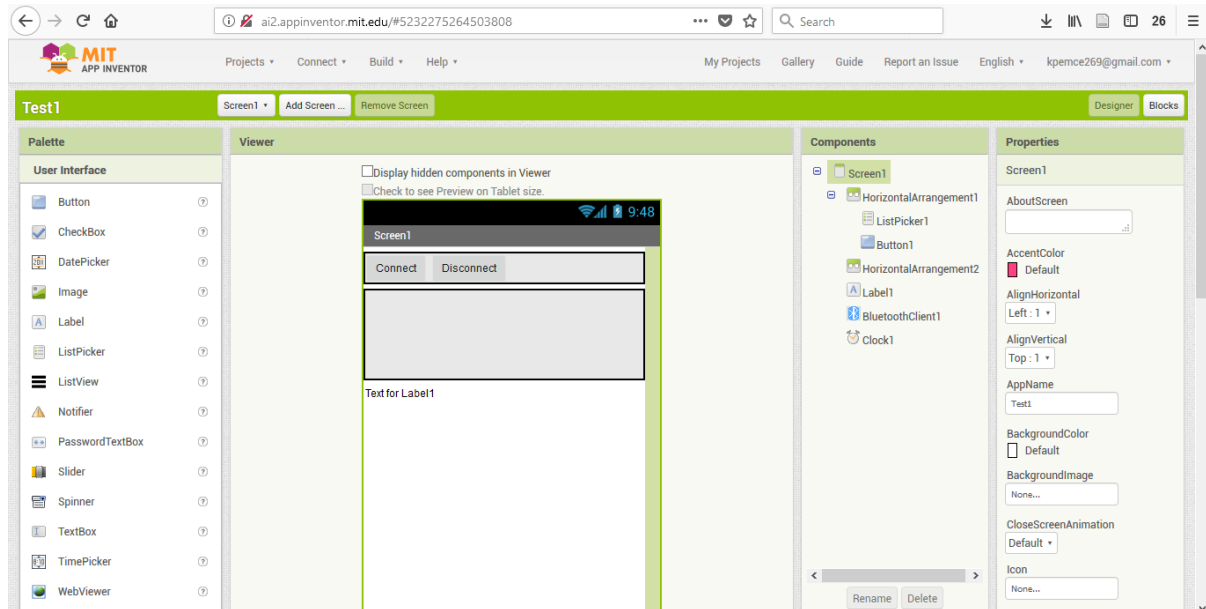 ai2.appinventor.mit.edu/#5232275264503808
Search
26
MIT
APP INVENTOR
Projects
Connect
Build
Help
My Projects
Gallery
Guide
Report an Issue
English
kpemce269@gmail.com
Test1
Screen1
Add Screen ...
Remove Screen
Designer
Blocks
Palette
User Interface
Button
CheckBox
DatePicker
Image
Label
ListPicker
ListView
Notifier
PasswordTextBox
Slider
Spinner
TextBox
TimePicker
WebViewer
Viewer
Display hidden components in Viewer
Check to see Preview on Tablet size.
9:48
Screen1
Connect
Disconnect
Text for Label1
Components
Screen1
HorizontalArrangement1
ListPicker1
Button1
HorizontalArrangement2
Label1
BluetoothClient1
Clock1
Rename
Delete
Properties
Screen1
AboutScreen
AccentColor
Default
AlignHorizontal
Left : 1
AlignVertical
Top : 1
AppName
Test1
BackgroundColor
Default
BackgroundImage
None...
CloseScreenAnimation
Default
Icon
None...